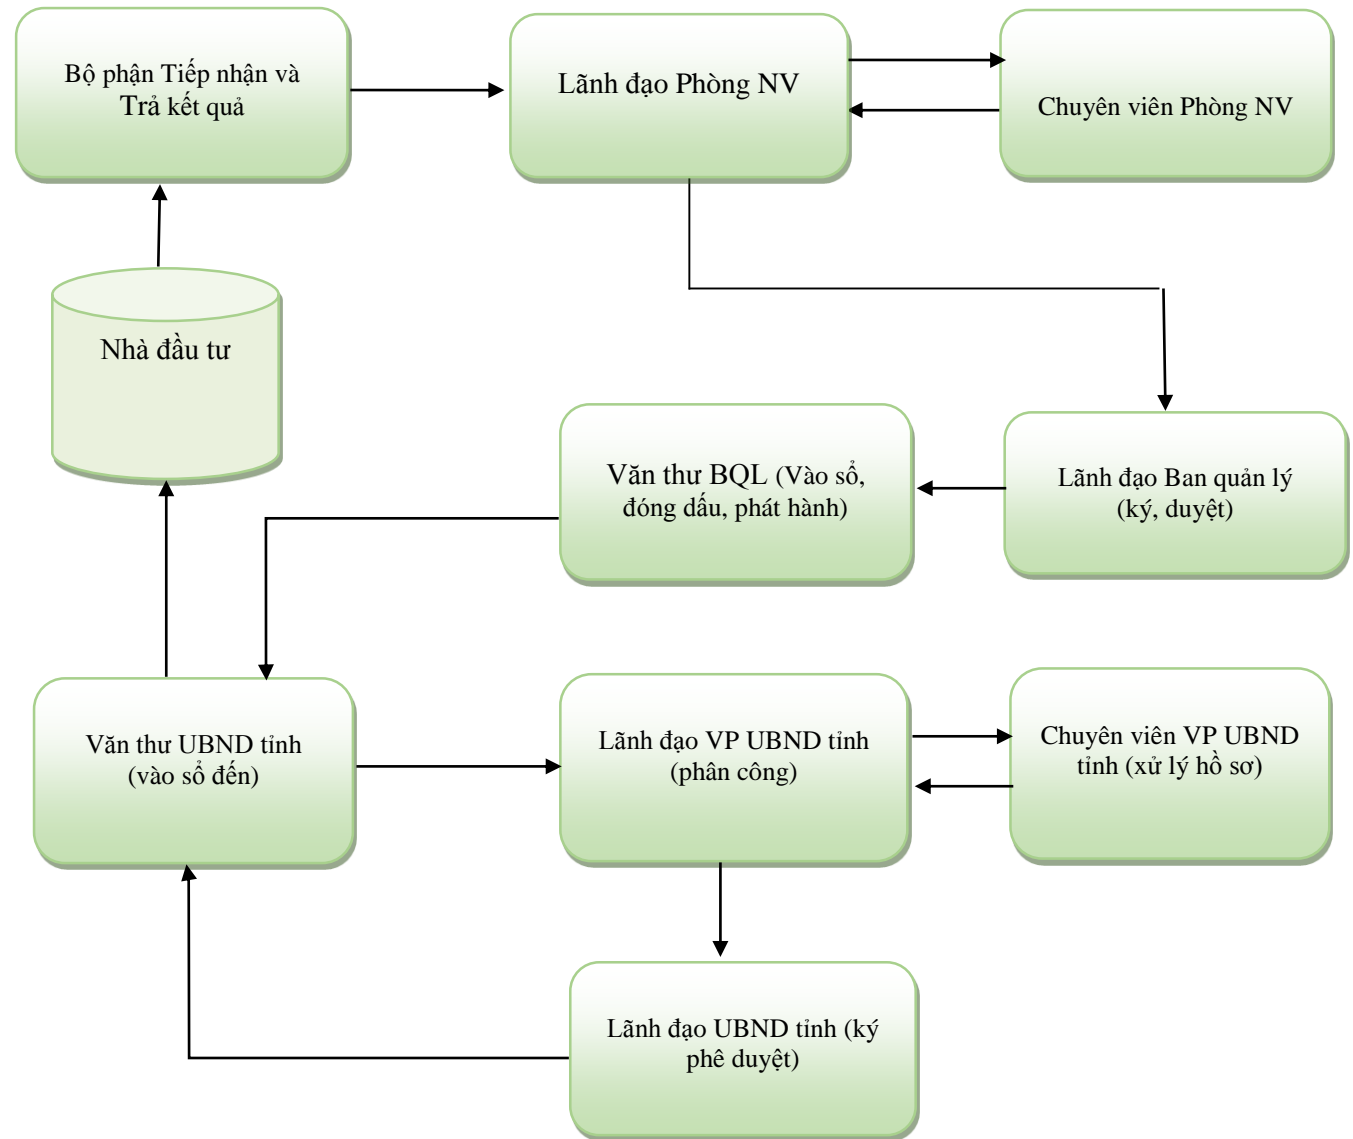 Bộ phận Tiếp nhận và
Trả kết quả
Lãnh đạo Phòng NV
Chuyên viên Phòng NV
Nhà đầu tư
Văn thư BQL (Vào sổ,
đóng dấu, phát hành)
Lãnh đạo Ban quản lý
(ký, duyệt)
Văn thư UBND tỉnh
(vào sổ đến)
Lãnh đạo VP UBND tỉnh
(phân công)
Chuyên viên VP UBND
tỉnh (xử lý hồ sơ)
Lãnh đạo UBND tỉnh (ký
phê duyệt)